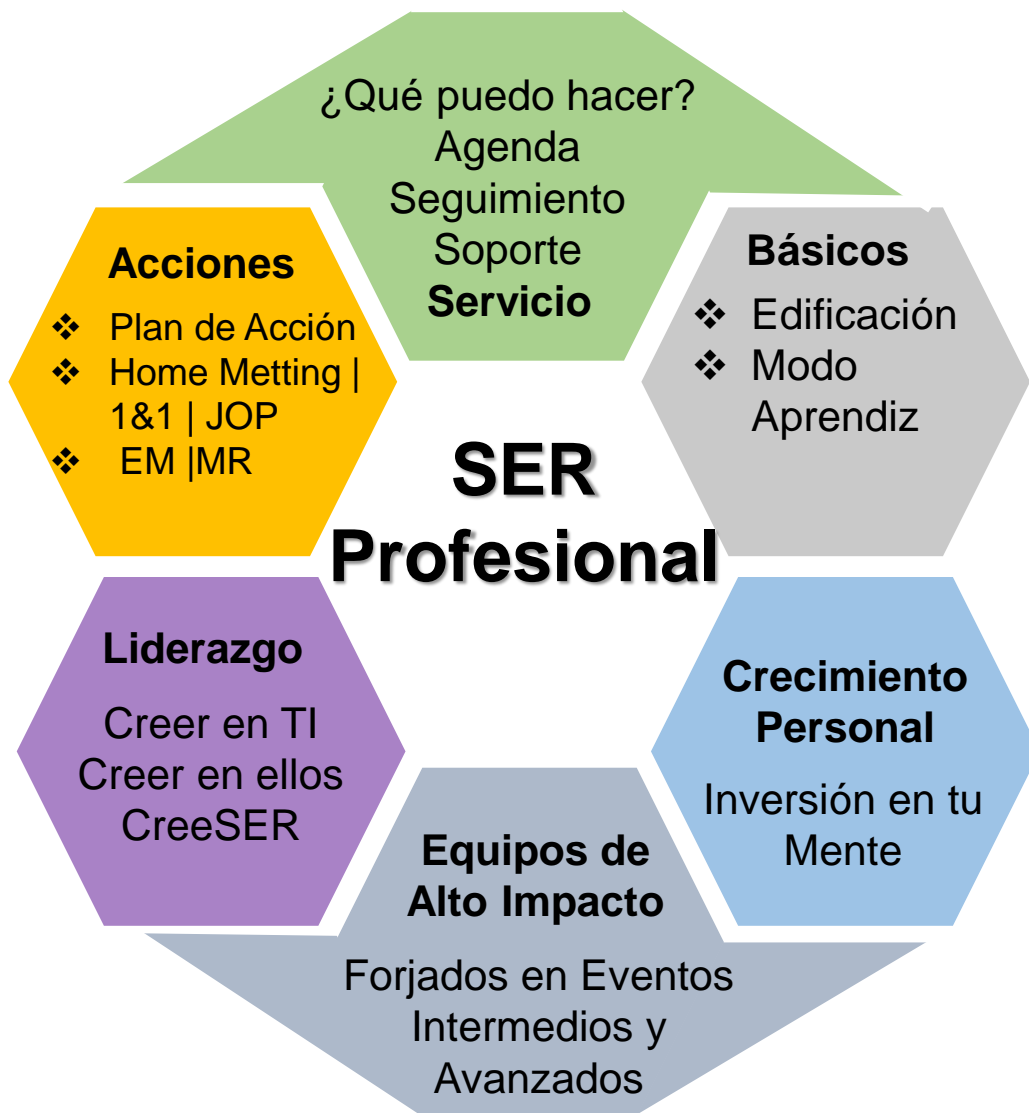 ¿Qué puedo hacer?
Agenda
Seguimiento
Soporte
Servicio
Acciones
❖ Plan de Acción
❖ Home Metting |
1&1 | JOP
❖ EM |MR
Básicos
❖ Edificación
❖ Modo
Aprendiz
SER
Profesional
Liderazgo
Creer en TI
Creer en ellos
CreeSER
Crecimiento
Personal
Inversión en tu
Mente
Equipos de
Alto Impacto
Forjados en Eventos
Intermedios y
Avanzados